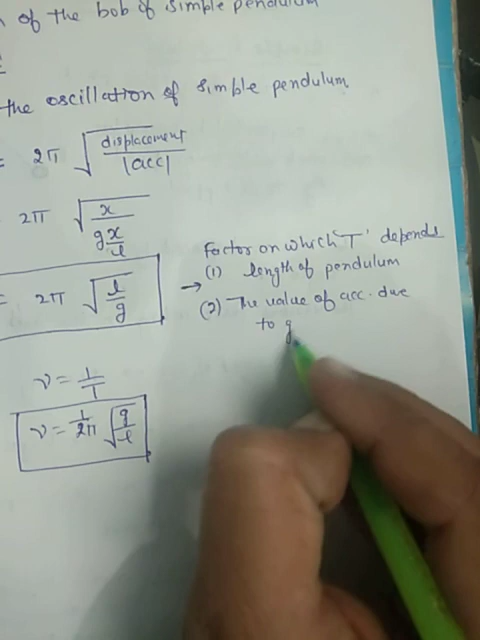 of the bob of simple pendulum
the oscillation of simple pendulum
= 2π √(displacement/|acc|)
2π √(x/(g x/l))
= 2π √(l/g)
→ Factor on which 'T' depends
(1) length of pendulum
(2) The value of acc. due
to g
ν = 1/T
ν = 1/2π √(g/l)